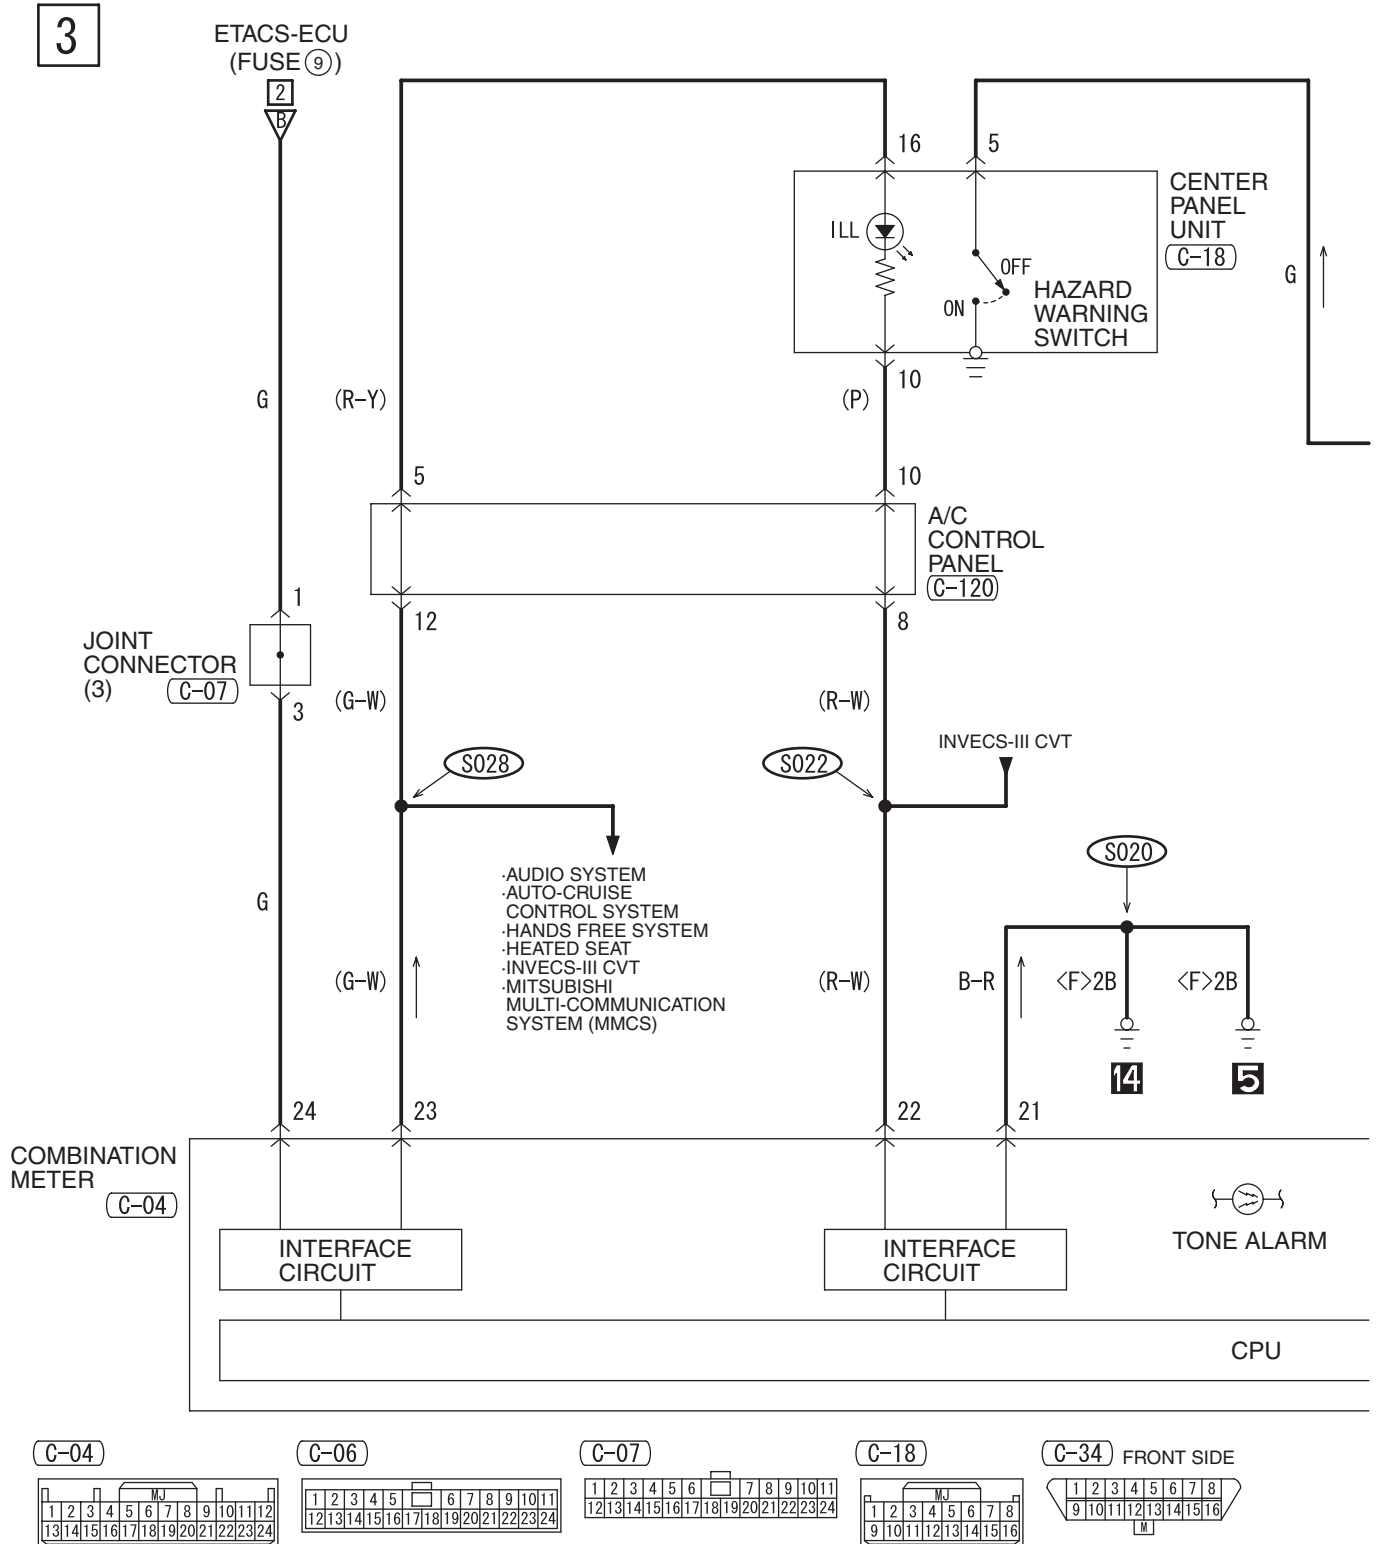 3
ETACS-ECU
(FUSE⑨)
2
B
16
5
CENTER
PANEL
UNIT
C-18
ILL
OFF
ON
HAZARD
WARNING
SWITCH
G
10
G
(R-Y)
(P)
5
10
A/C
CONTROL
PANEL
C-120
1
12
8
JOINT
CONNECTOR
(3)
C-07
3
(G-W)
(R-W)
S028
S022
INVECS-III CVT
S020
·AUDIO SYSTEM
·AUTO-CRUISE
CONTROL SYSTEM
·HANDS FREE SYSTEM
·HEATED SEAT
·INVECS-III CVT
·MITSUBISHI
MULTI-COMMUNICATION
SYSTEM (MMCS)
G
(G-W)
(R-W)
B-R
<F>2B
<F>2B
14
5
24
23
22
21
COMBINATION
METER
C-04
INTERFACE
CIRCUIT
INTERFACE
CIRCUIT
TONE ALARM
CPU
C-04
MJ
1 2 3 4 5 6 7 8 9 10 11 12
13 14 15 16 17 18 19 20 21 22 23 24
C-06
1 2 3 4 5 6 7 8 9 10 11
12 13 14 15 16 17 18 19 20 21 22 23 24
C-07
1 2 3 4 5 6 7 8 9 10 11
12 13 14 15 16 17 18 19 20 21 22 23 24
C-18
MJ
1 2 3 4 5 6 7 8
9 10 11 12 13 14 15 16
C-34
FRONT SIDE
1 2 3 4 5 6 7 8
9 10 11 12 13 14 15 16
M